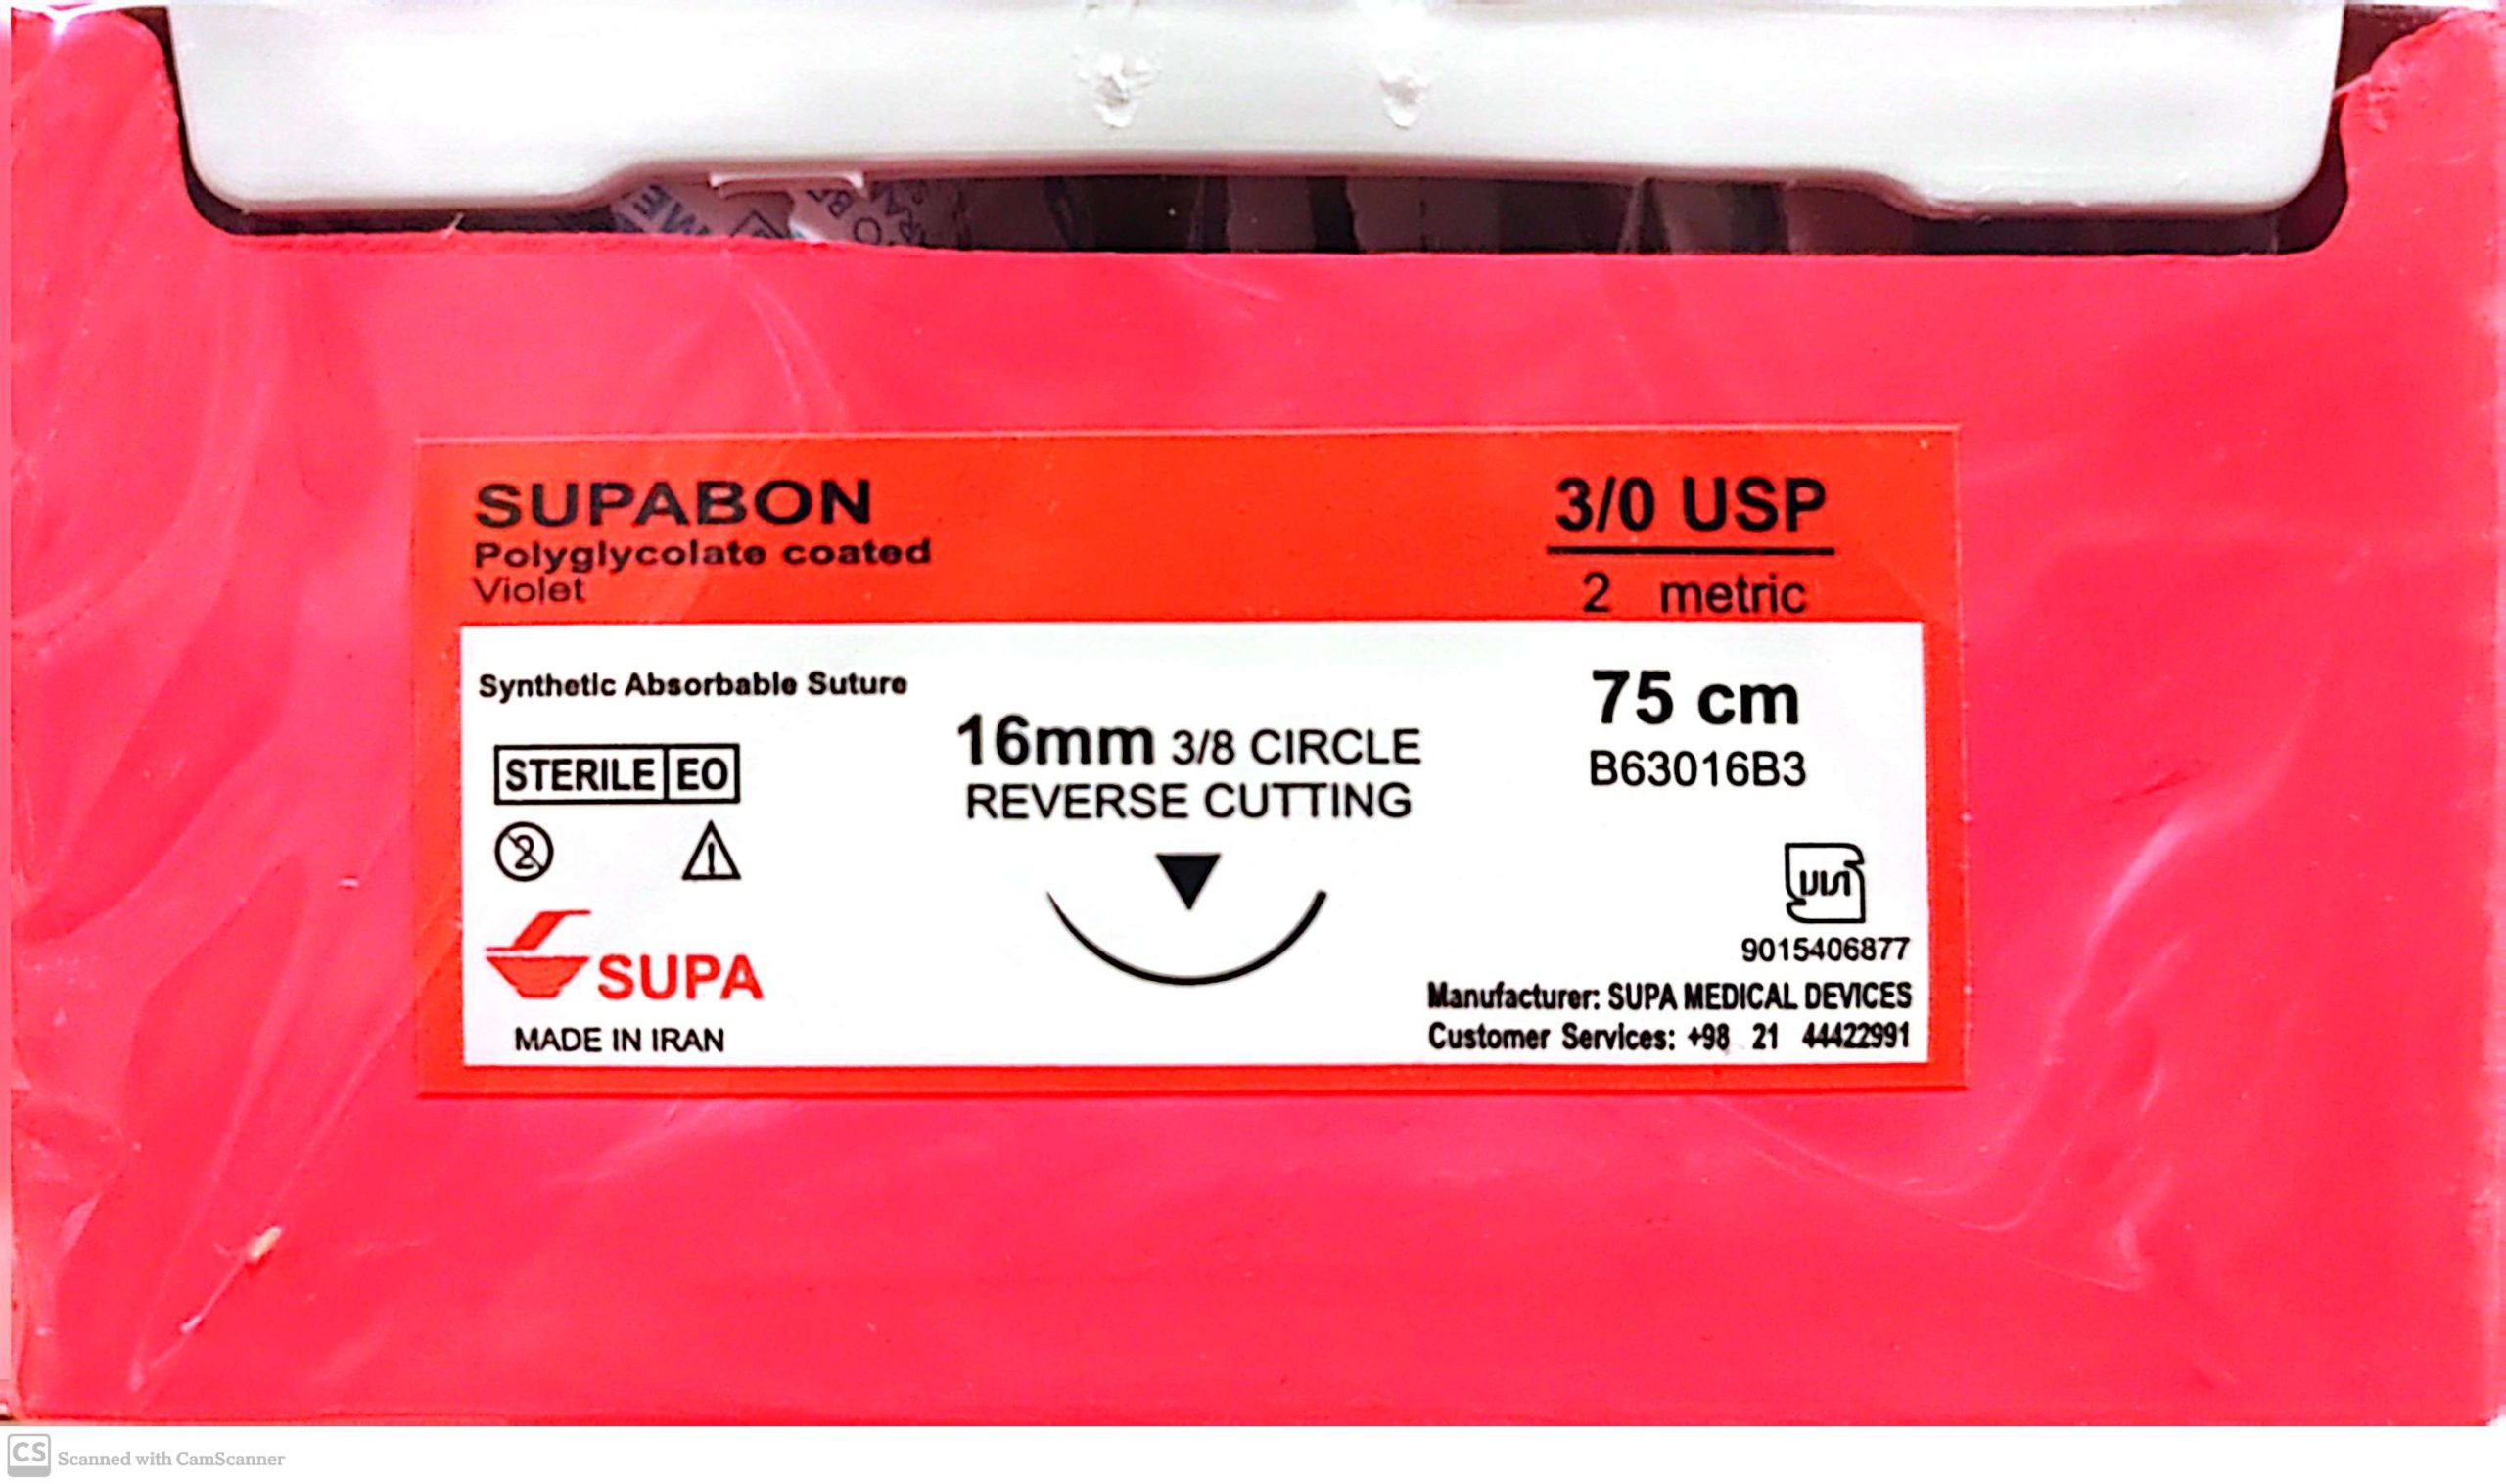 SUPABON
Polyglycolate coated
Violet
3/0 USP
2 metric
Synthetic Absorbable Suture
STERILE EO
2
16mm 3/8 CIRCLE
REVERSE CUTTING
75 cm
B63016B3
9015406877
SUPA
MADE IN IRAN
Manufacturer: SUPA MEDICAL DEVICES
Customer Services: +98 21 44422991
CS Scanned with CamScanner